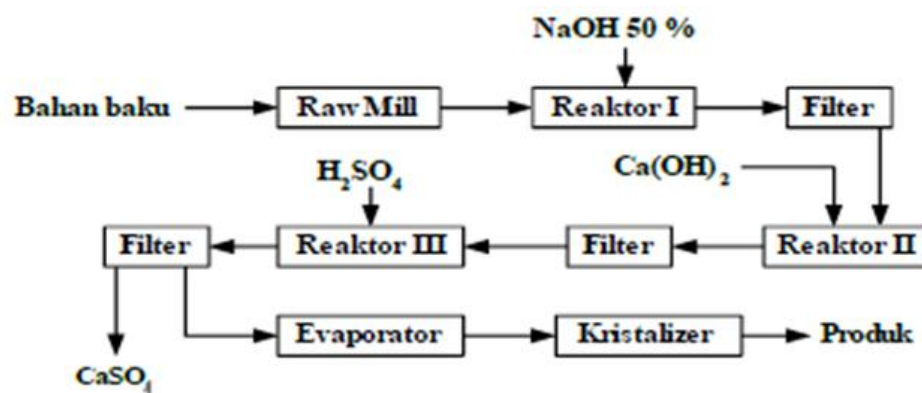 NaOH 50 %
Bahan baku
Raw Mill
Reaktor I
Filter
Ca(OH)₂
H₂SO₄
Filter
Reaktor III
Filter
Reaktor II
Evaporator
Kristalizer
Produk
CaSO₄